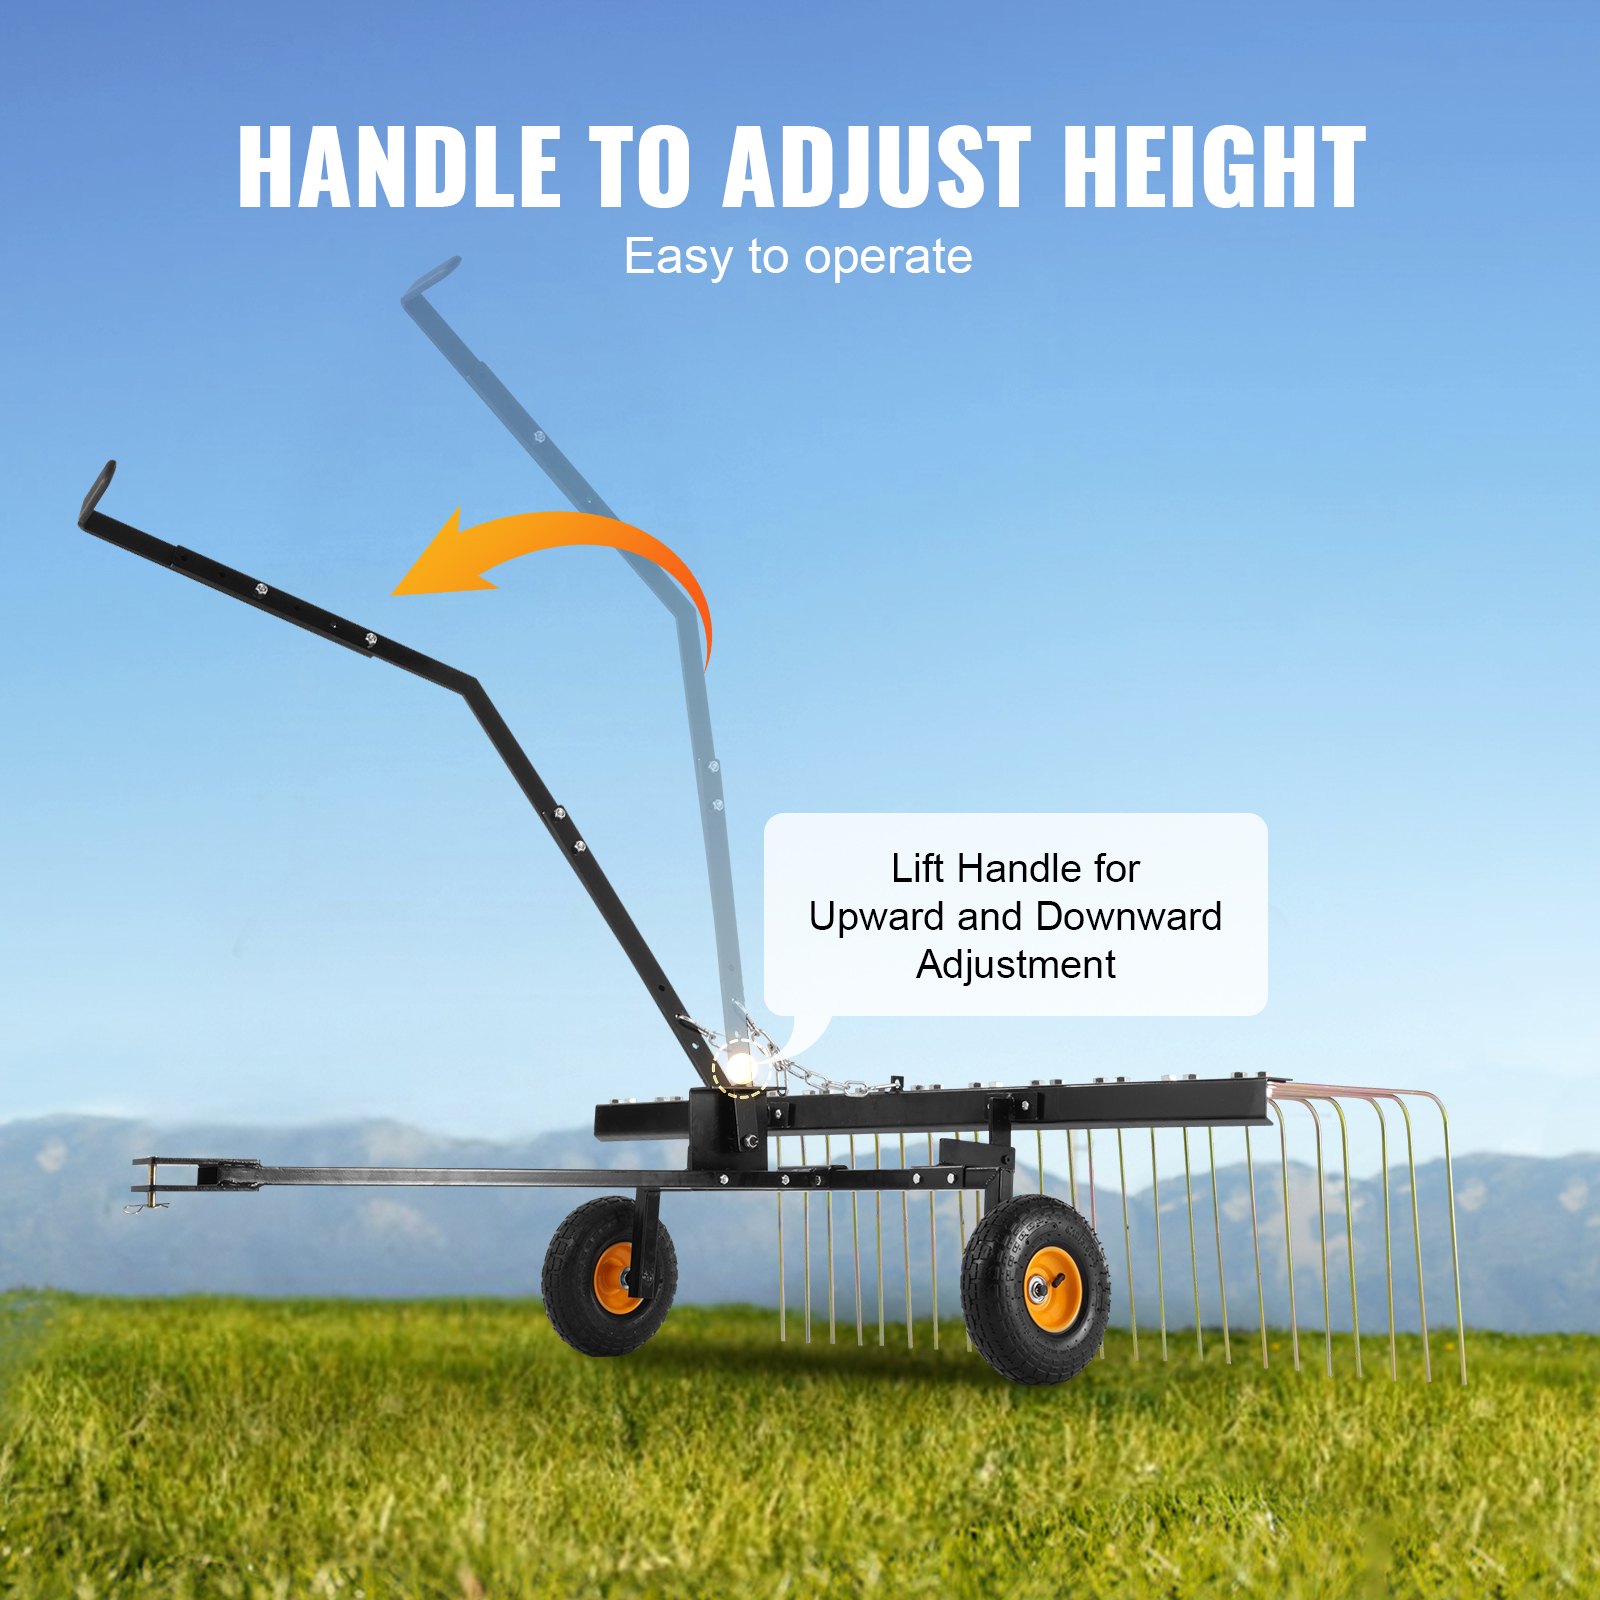 HANDLE TO ADJUST HEIGHT
Easy to operate
Lift Handle for
Upward and Downward
Adjustment